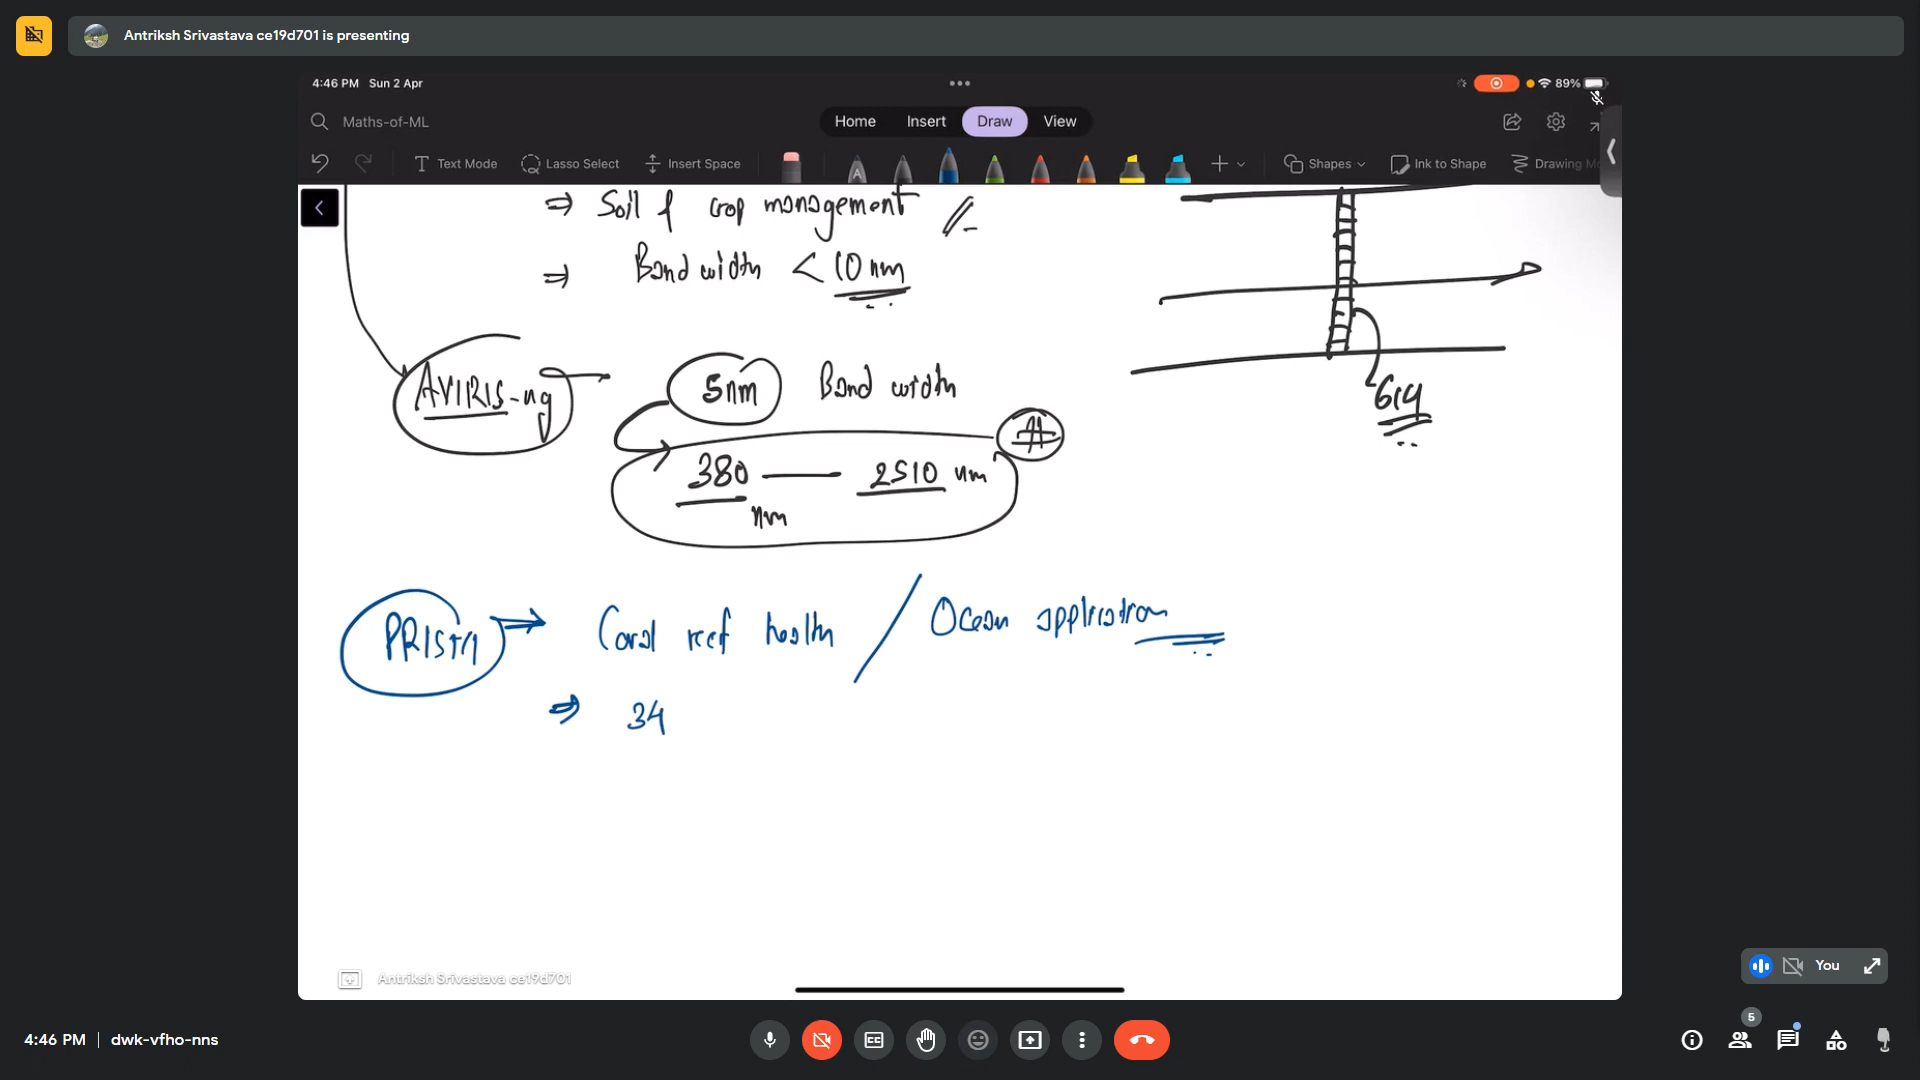 Antriksh Srivastava ce19d701 is presenting
4:46 PM Sun 2 Apr
89%
Maths-of-ML
Home Insert Draw View
Text Mode Lasso Select Insert Space Shapes Ink to Shape Drawing M
⇒ Soil & crop management
⇒ Band width < 10 nm
AVIRIS-ng 5nm Band width
614
#
380 — 2510 nm
nm
PRISM → Coral reef health / Ocean application
⇒ 34
Antriksh Srivastava ce19d701
You
5
4:46 PM | dwk-vfho-nns